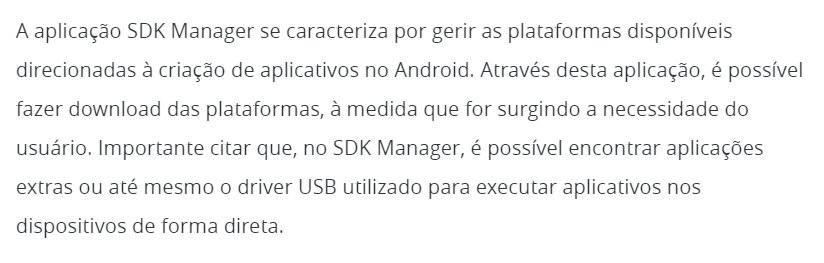 A aplicação SDK Manager se caracteriza por gerir as plataformas disponíveis
direcionadas à criação de aplicativos no Android. Através desta aplicação, é possível
fazer download das plataformas, à medida que for surgindo a necessidade do
usuário. Importante citar que, no SDK Manager, é possível encontrar aplicações
extras ou até mesmo o driver USB utilizado para executar aplicativos nos
dispositivos de forma direta.